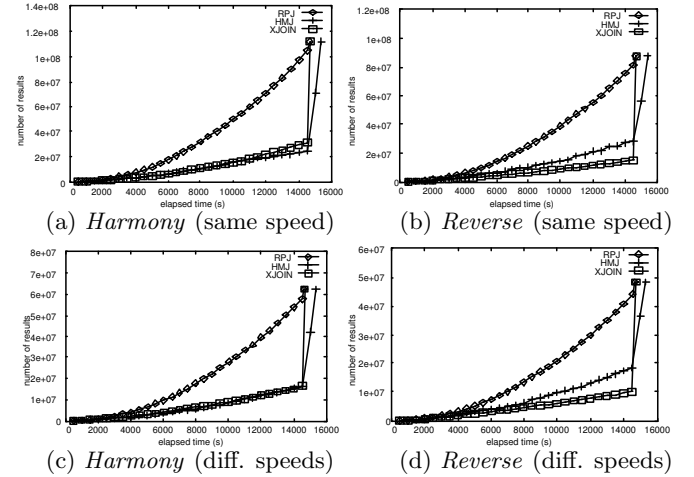 1.4e+08
1.2e+08
1e+08
8e+07
6e+07
4e+07
2e+07
0
number of results
RPJ
HMJ
XJOIN
0 2000 4000 6000 8000 10000 12000 14000 16000
elapsed time (s)
(a) Harmony (same speed)
1.2e+08
1e+08
8e+07
6e+07
4e+07
2e+07
0
number of results
RPJ
HMJ
XJOIN
0 2000 4000 6000 8000 10000 12000 14000 16000
elapsed time (s)
(b) Reverse (same speed)
8e+07
7e+07
6e+07
5e+07
4e+07
3e+07
2e+07
1e+07
0
number of results
RPJ
HMJ
XJOIN
0 2000 4000 6000 8000 10000 12000 14000 16000
elapsed time (s)
(c) Harmony (diff. speeds)
6e+07
5e+07
4e+07
3e+07
2e+07
1e+07
0
number of results
RPJ
HMJ
XJOIN
0 2000 4000 6000 8000 10000 12000 14000 16000
elapsed time (s)
(d) Reverse (diff. speeds)